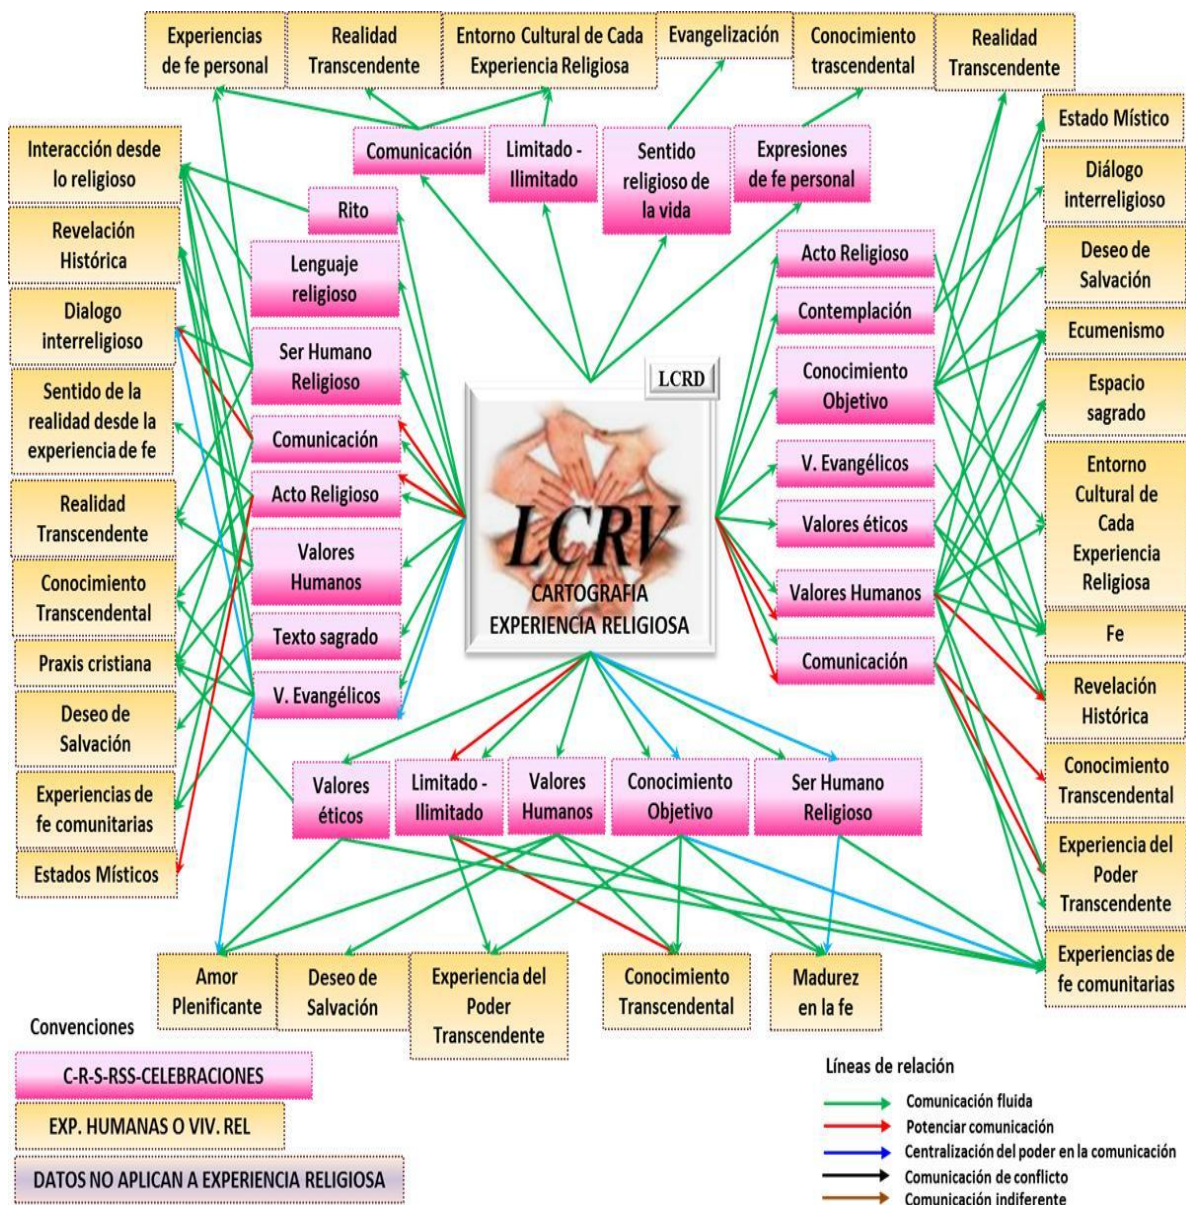 Experiencias
de fe personal
Realidad
Transcendente
Entorno Cultural de Cada
Experiencia Religiosa
Evangelización
Conocimiento
trascendental
Realidad
Transcendente
Comunicación
Limitado -
Ilimitado
Sentido
religioso de
la vida
Expresiones
de fe personal
Interacción desde
lo religioso
Revelación
Histórica
Dialogo
interreligioso
Sentido de la
realidad desde la
experiencia de fe
Realidad
Transcendente
Conocimiento
Transcendental
Praxis cristiana
Deseo de
Salvación
Experiencias de
fe comunitarias
Estados Místicos
Rito
Lenguaje
religioso
Ser Humano
Religioso
Comunicación
Acto Religioso
Valores
Humanos
Texto sagrado
V. Evangélicos
LCRD
LCRV
CARTOGRAFIA
EXPERIENCIA RELIGIOSA
Acto Religioso
Contemplación
Conocimiento
Objetivo
V. Evangélicos
Valores éticos
Valores Humanos
Comunicación
Estado Místico
Diálogo
interreligioso
Deseo de
Salvación
Ecumenismo
Espacio
sagrado
Entorno
Cultural de
Cada
Experiencia
Religiosa
Fe
Revelación
Histórica
Conocimiento
Transcendental
Experiencia del
Poder
Transcendente
Experiencias de
fe comunitarias
Valores
éticos
Limitado -
Ilimitado
Valores
Humanos
Conocimiento
Objetivo
Ser Humano
Religioso
Amor
Plenificante
Deseo de
Salvación
Experiencia del
Poder
Transcendente
Conocimiento
Transcendental
Madurez
en la fe
Convenciones
C-R-S-RSS-CELEBRACIONES
EXP. HUMANAS O VIV. REL
DATOS NO APLICAN A EXPERIENCIA RELIGIOSA
Líneas de relación
Comunicación fluida
Potenciar comunicación
Centralización del poder en la comunicación
Comunicación de conflicto
Comunicación indiferente